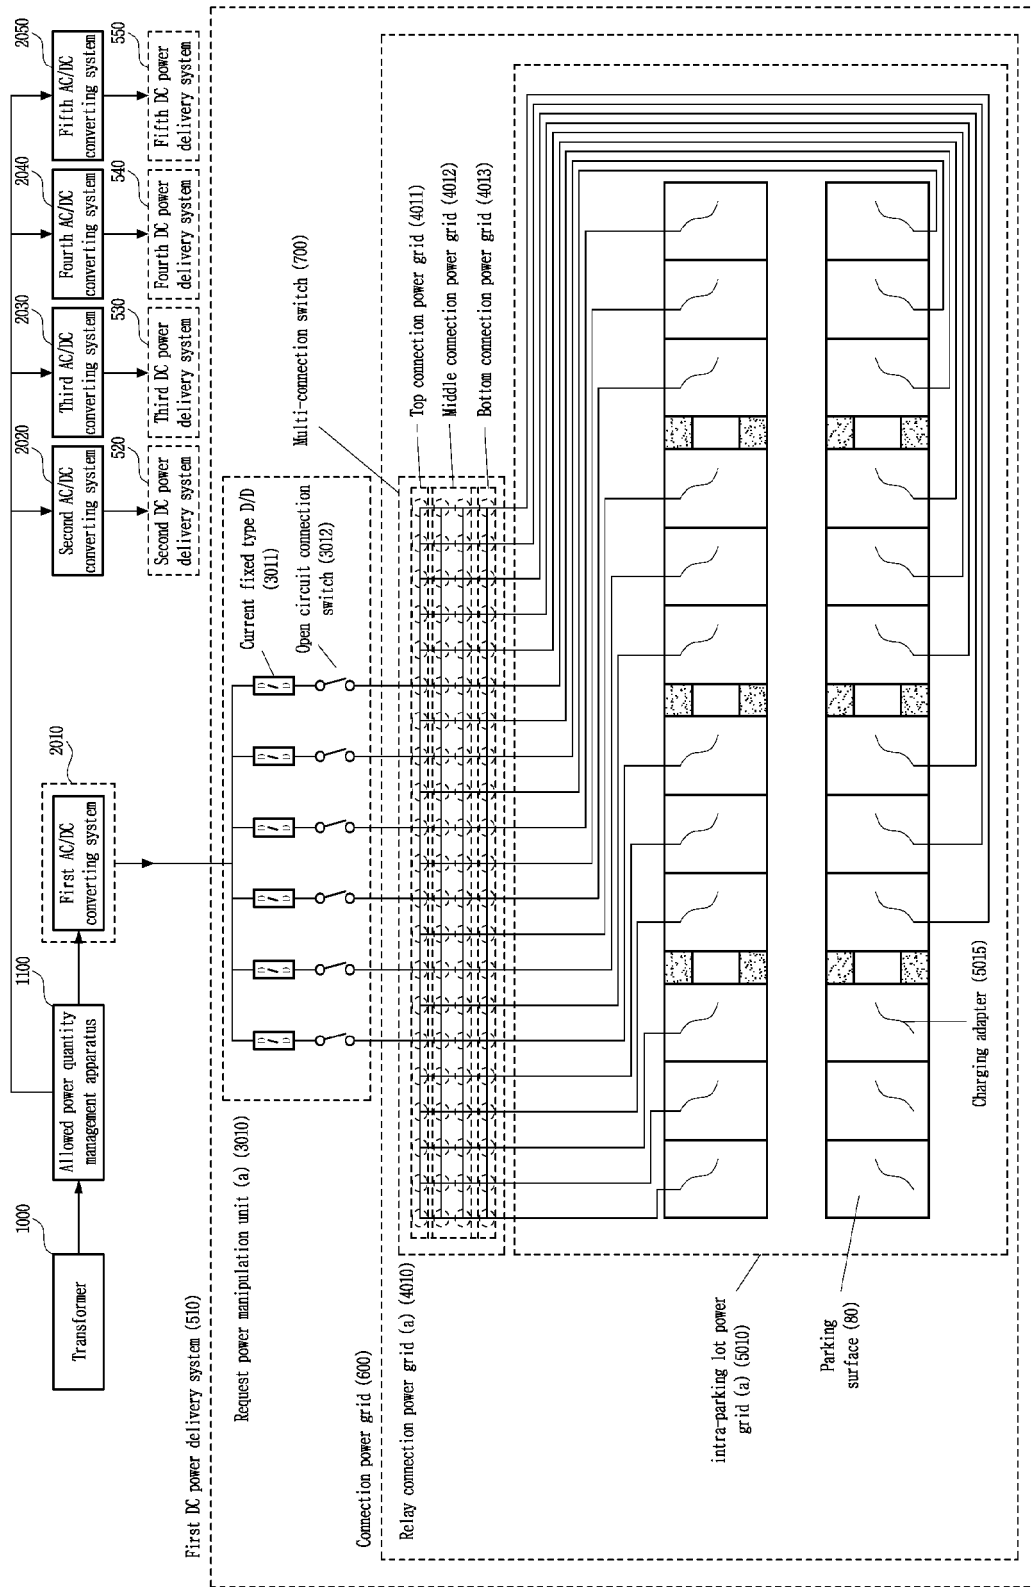 Transformer
1000
Allowed power quantity
management apparatus
1100
First AC/DC
converting system
2010
Second AC/DC
converting system
2020
Third AC/DC
converting system
2030
Fourth AC/DC
converting system
2040
Fifth AC/DC
converting system
2050
Second DC power
delivery system
520
Third DC power
delivery system
530
Fourth DC power
delivery system
540
Fifth DC power
delivery system
550
First DC power delivery system (510)
Request power manipulation unit (a) (3010)
D/D
D/D
D/D
D/D
D/D
D/D
Current fixed type D/D
(3011)
Open circuit connection
switch (3012)
Connection power grid (600)
Relay connection power grid (a) (4010)
Multi-connection switch (700)
Top connection power grid (4011)
Middle connection power grid (4012)
Bottom connection power grid (4013)
intra-parking lot power
grid (a) (5010)
Parking
surface (80)
Charging adapter (5015)